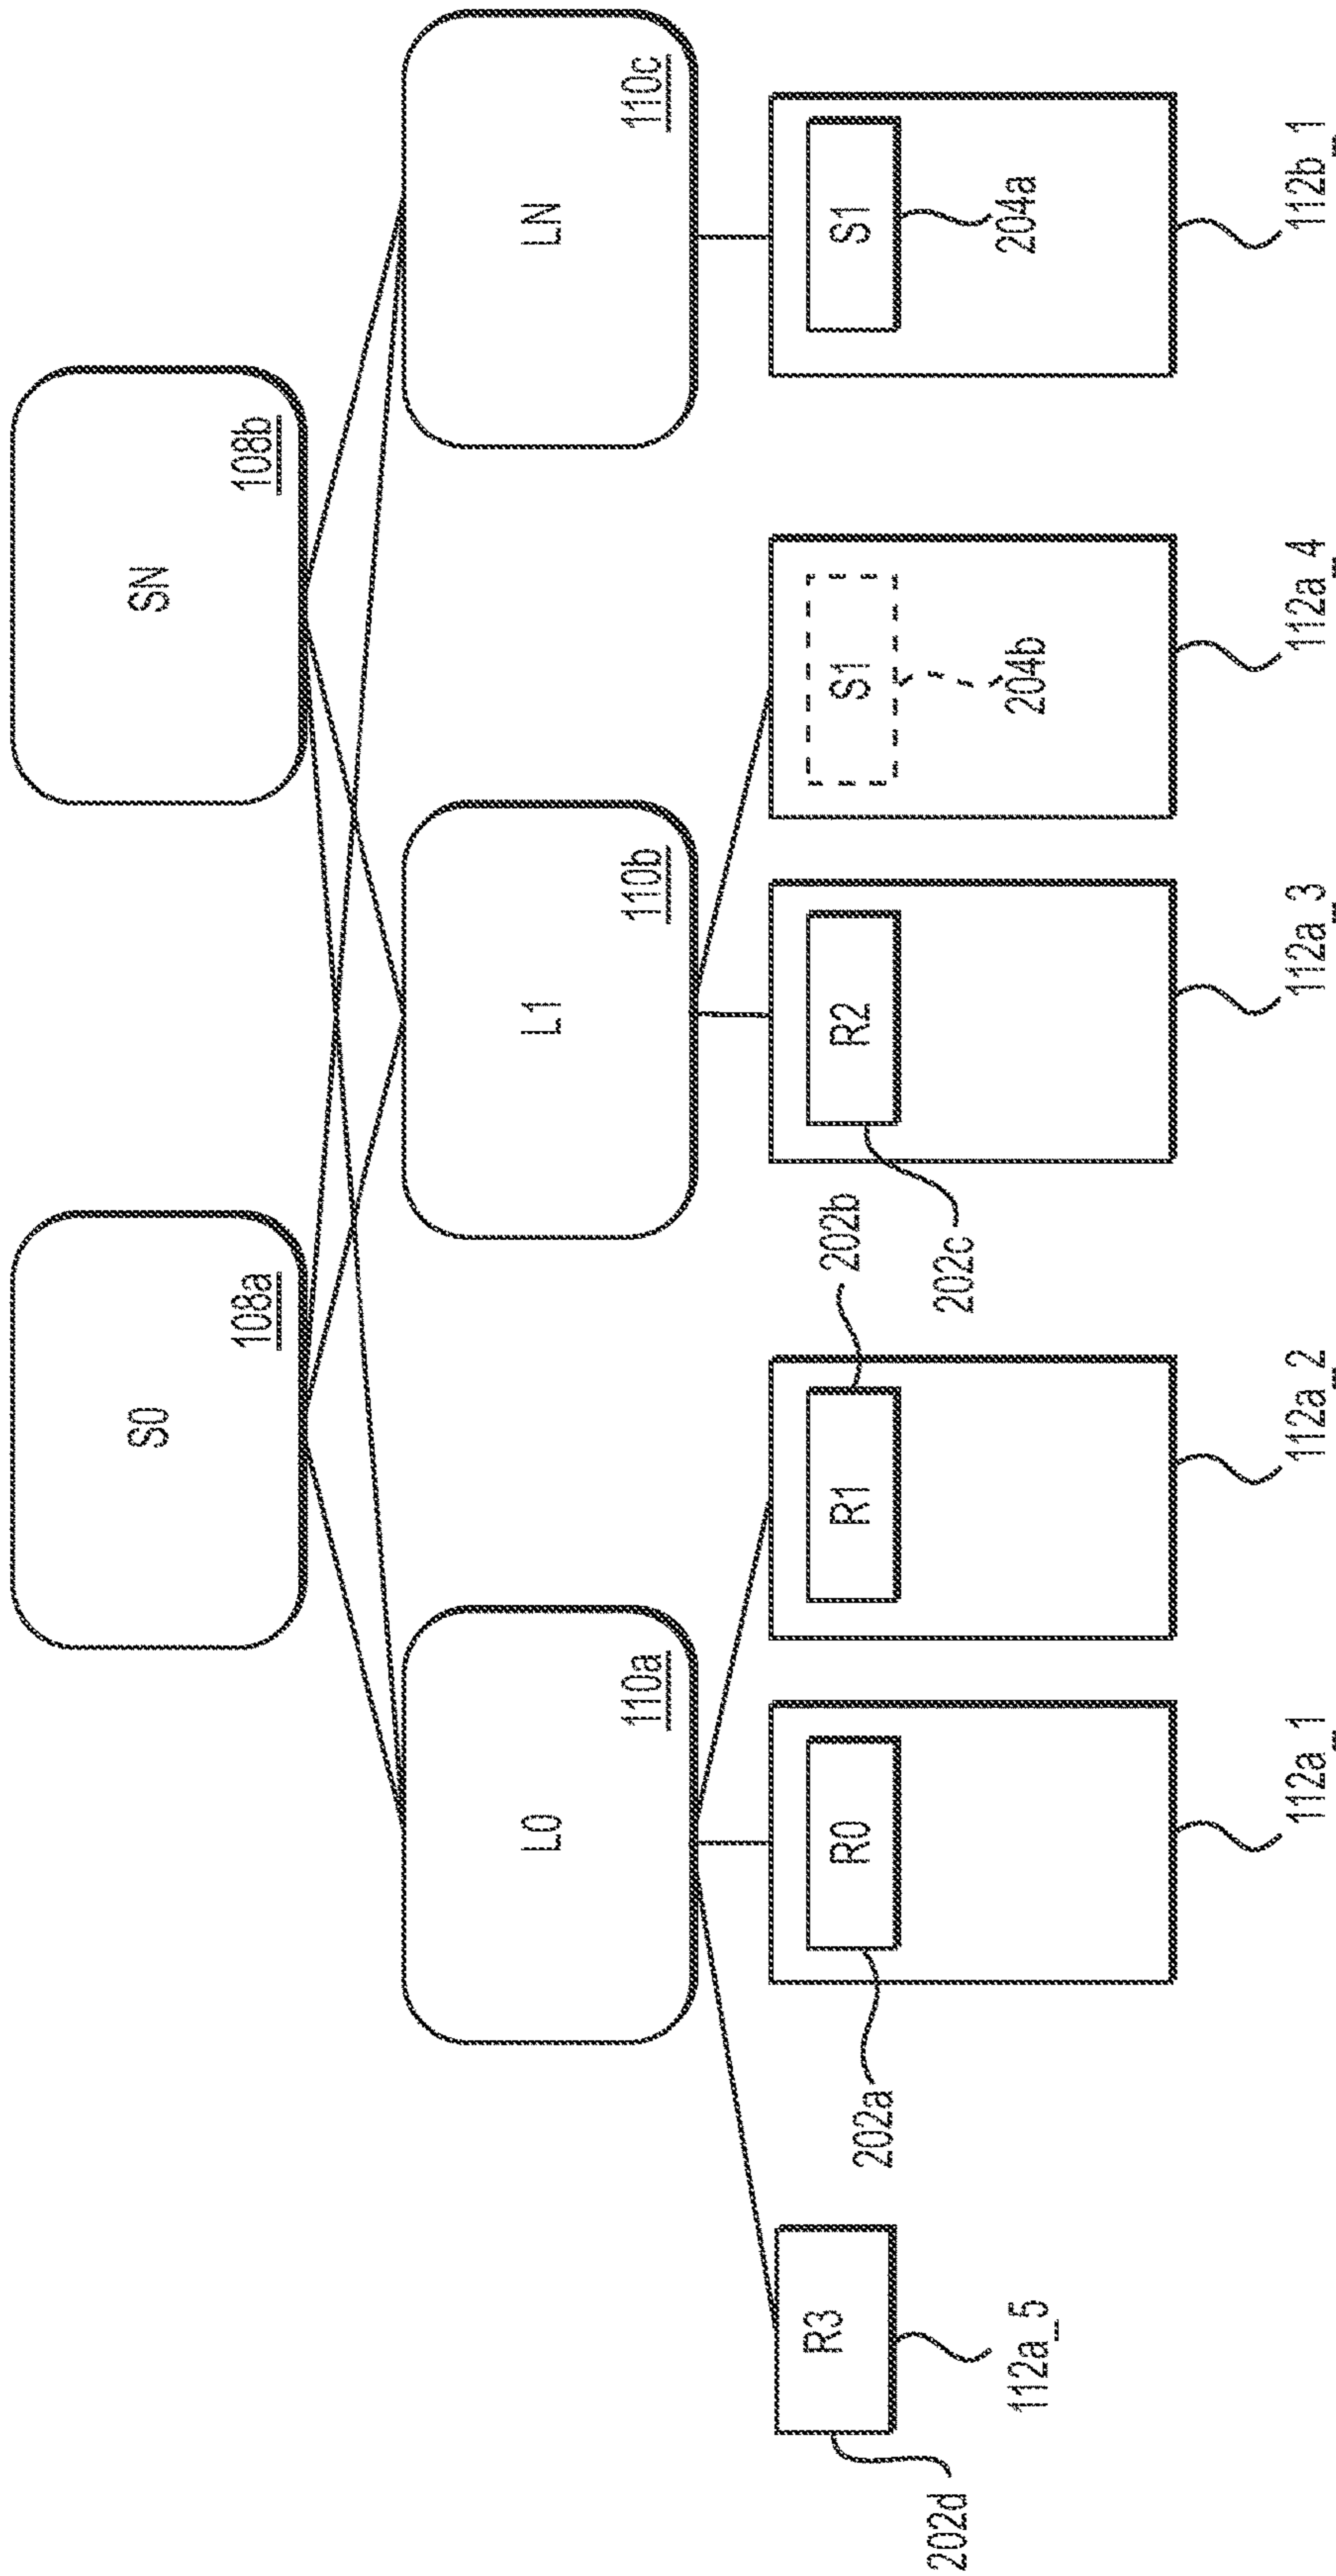 S0
108a
SN
108b
L0
110a
L1
110b
LN
110c
R3
202d
112a_5
R0
202a
112a_1
R1
202b
112a_2
R2
202c
112a_3
S1
204b
112a_4
S1
204a
112b_1